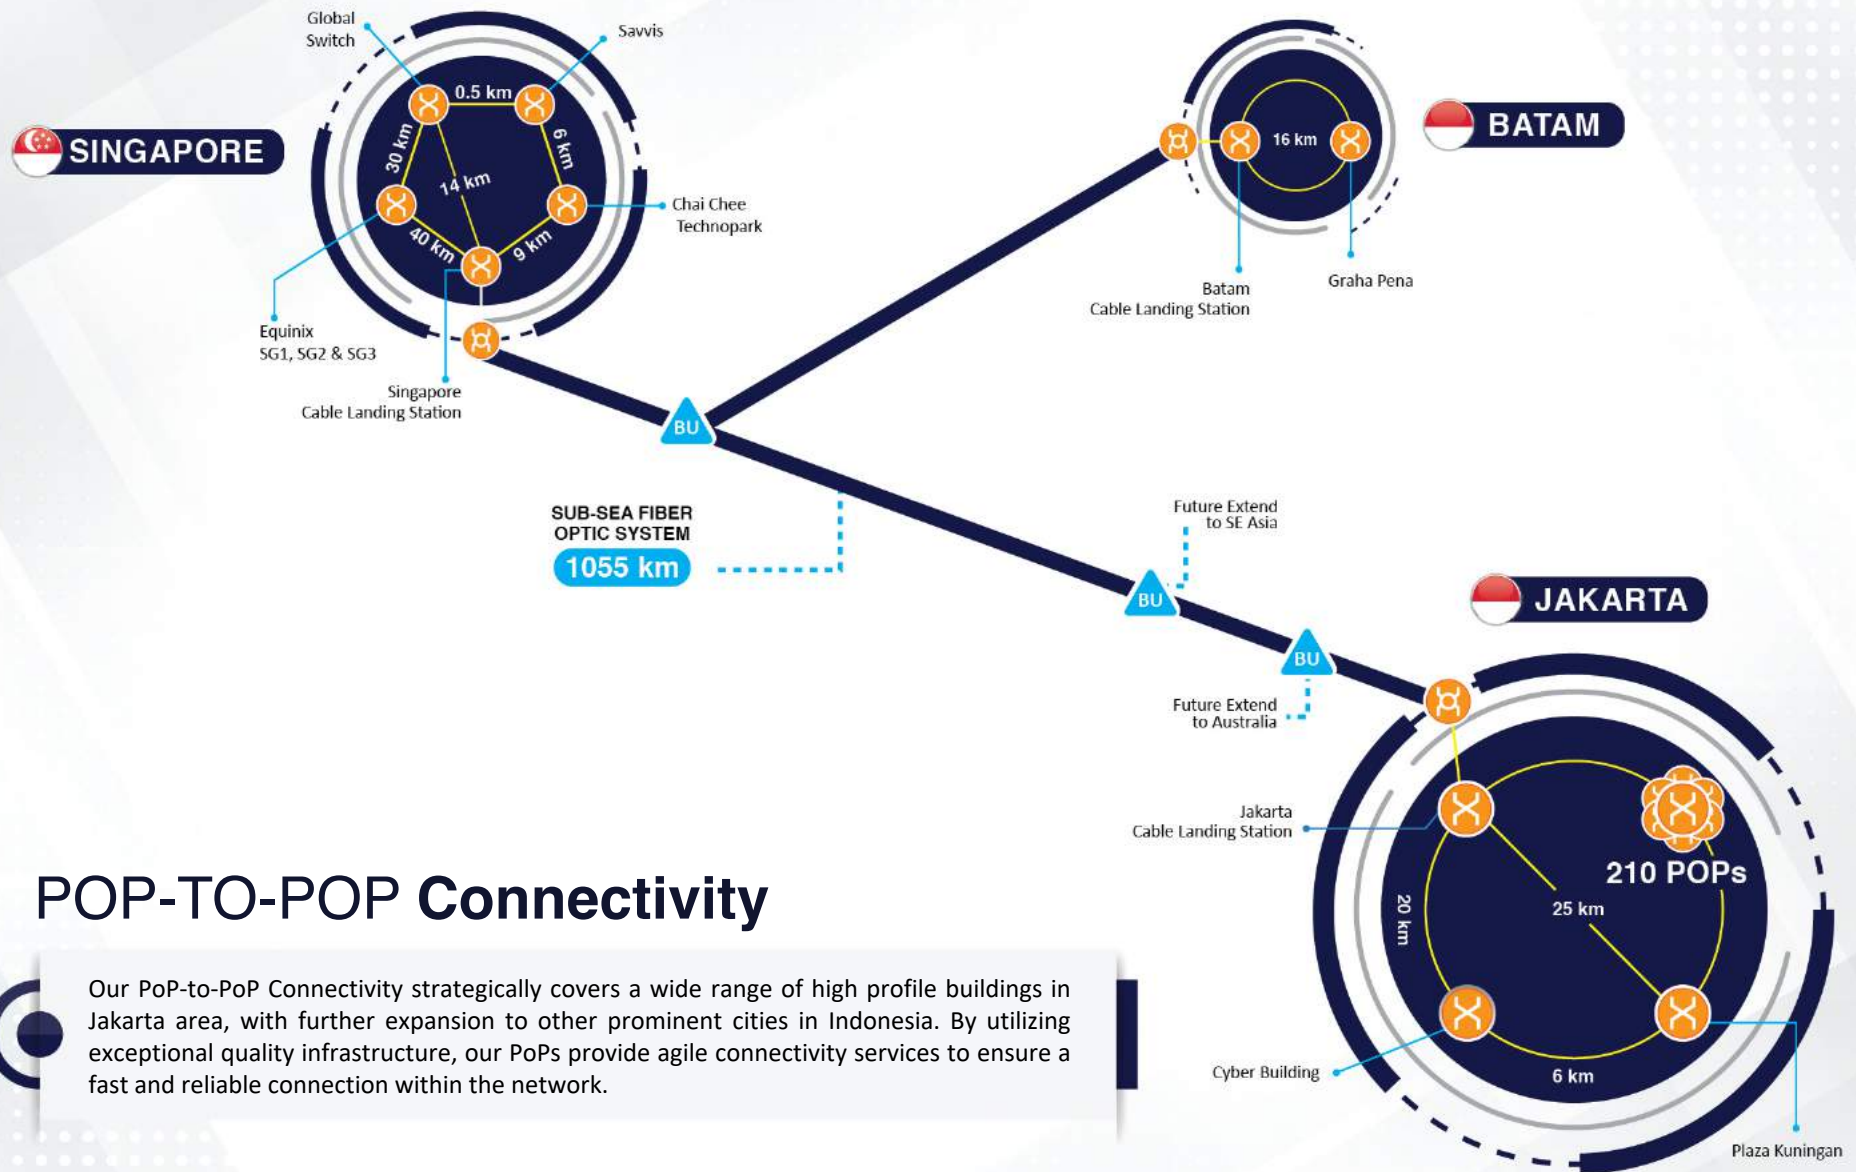 Global
Switch
Savvis
SINGAPORE
0.5 km
30 km
6 km
14 km
40 km
9 km
Chai Chee
Technopark
Equinix
SG1, SG2 & SG3
Singapore
Cable Landing Station
BATAM
16 km
Batam
Cable Landing Station
Graha Pena
BU
SUB-SEA FIBER
OPTIC SYSTEM
1055 km
Future Extend
to SE Asia
BU
BU
Future Extend
to Australia
JAKARTA
Jakarta
Cable Landing Station
210 POPs
20 km
25 km
6 km
Cyber Building
Plaza Kuningan
POP-TO-POP Connectivity
Our PoP-to-PoP Connectivity strategically covers a wide range of high profile buildings in
Jakarta area, with further expansion to other prominent cities in Indonesia. By utilizing
exceptional quality infrastructure, our PoPs provide agile connectivity services to ensure a
fast and reliable connection within the network.